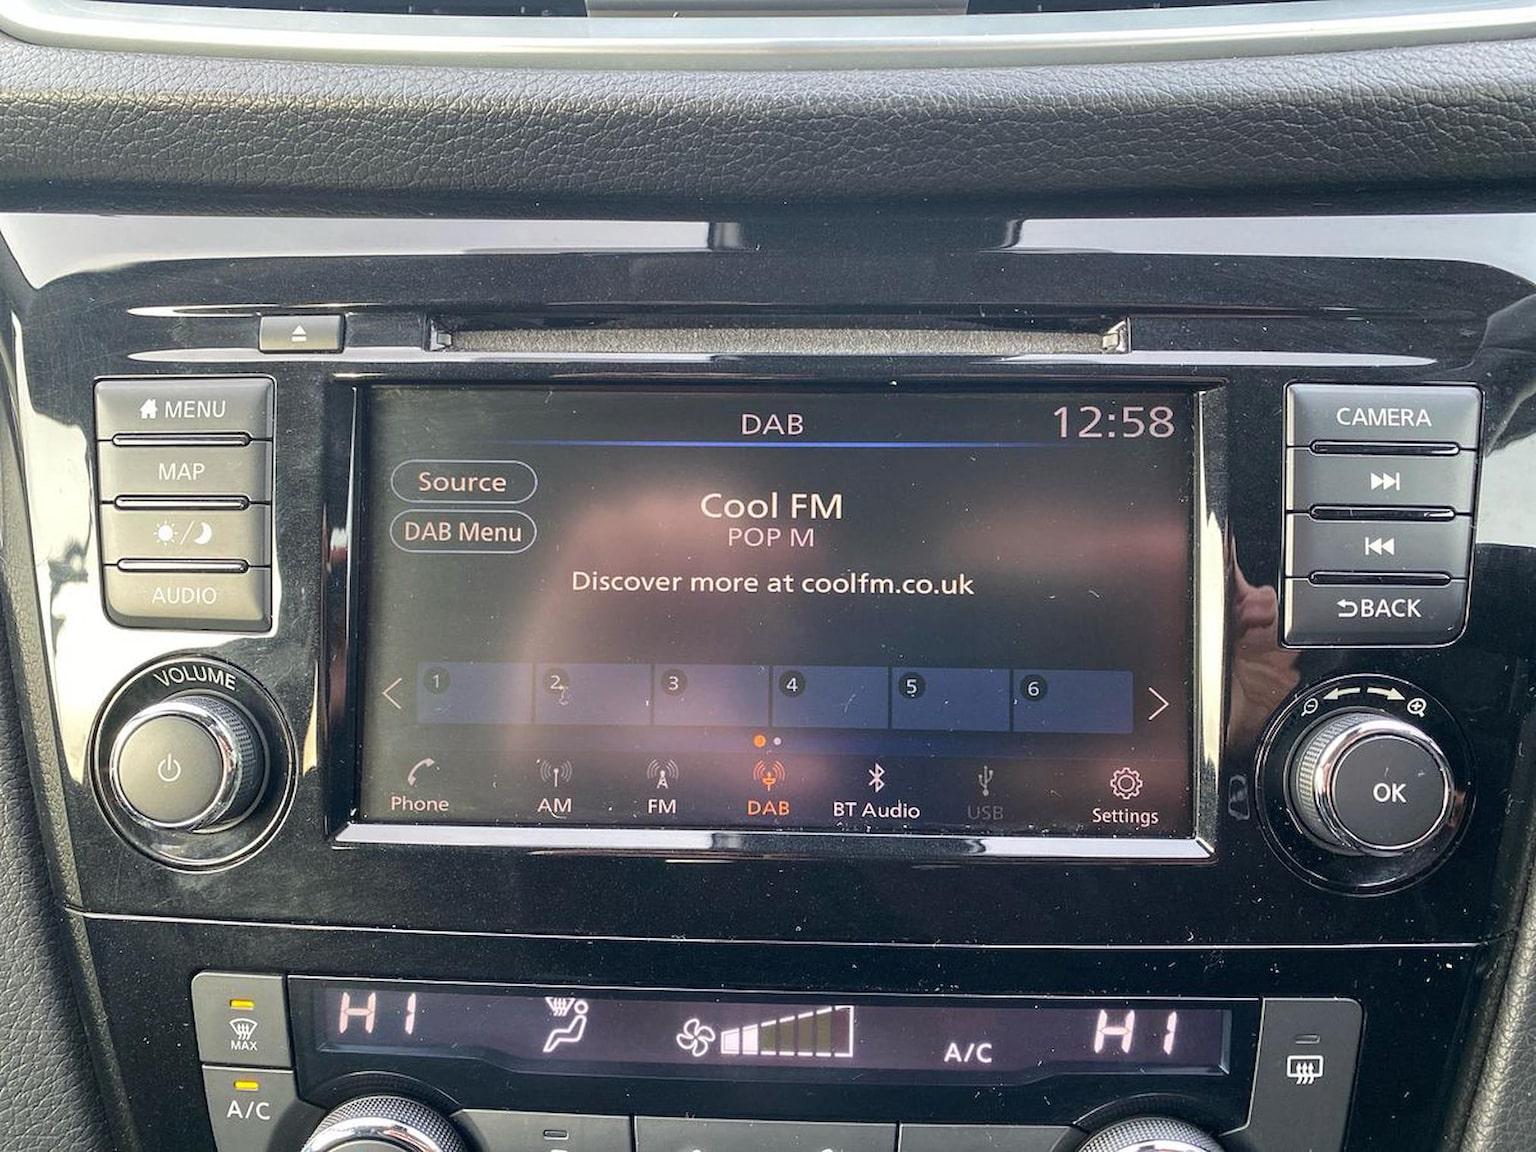 MENU
MAP
AUDIO
VOLUME
DAB
12:58
Source
DAB Menu
Cool FM
POP M
Discover more at coolfm.co.uk
1 2 3 4 5 6
Phone AM FM DAB BT Audio USB Settings
CAMERA
BACK
OK
MAX
A/C
HI
A/C
HI